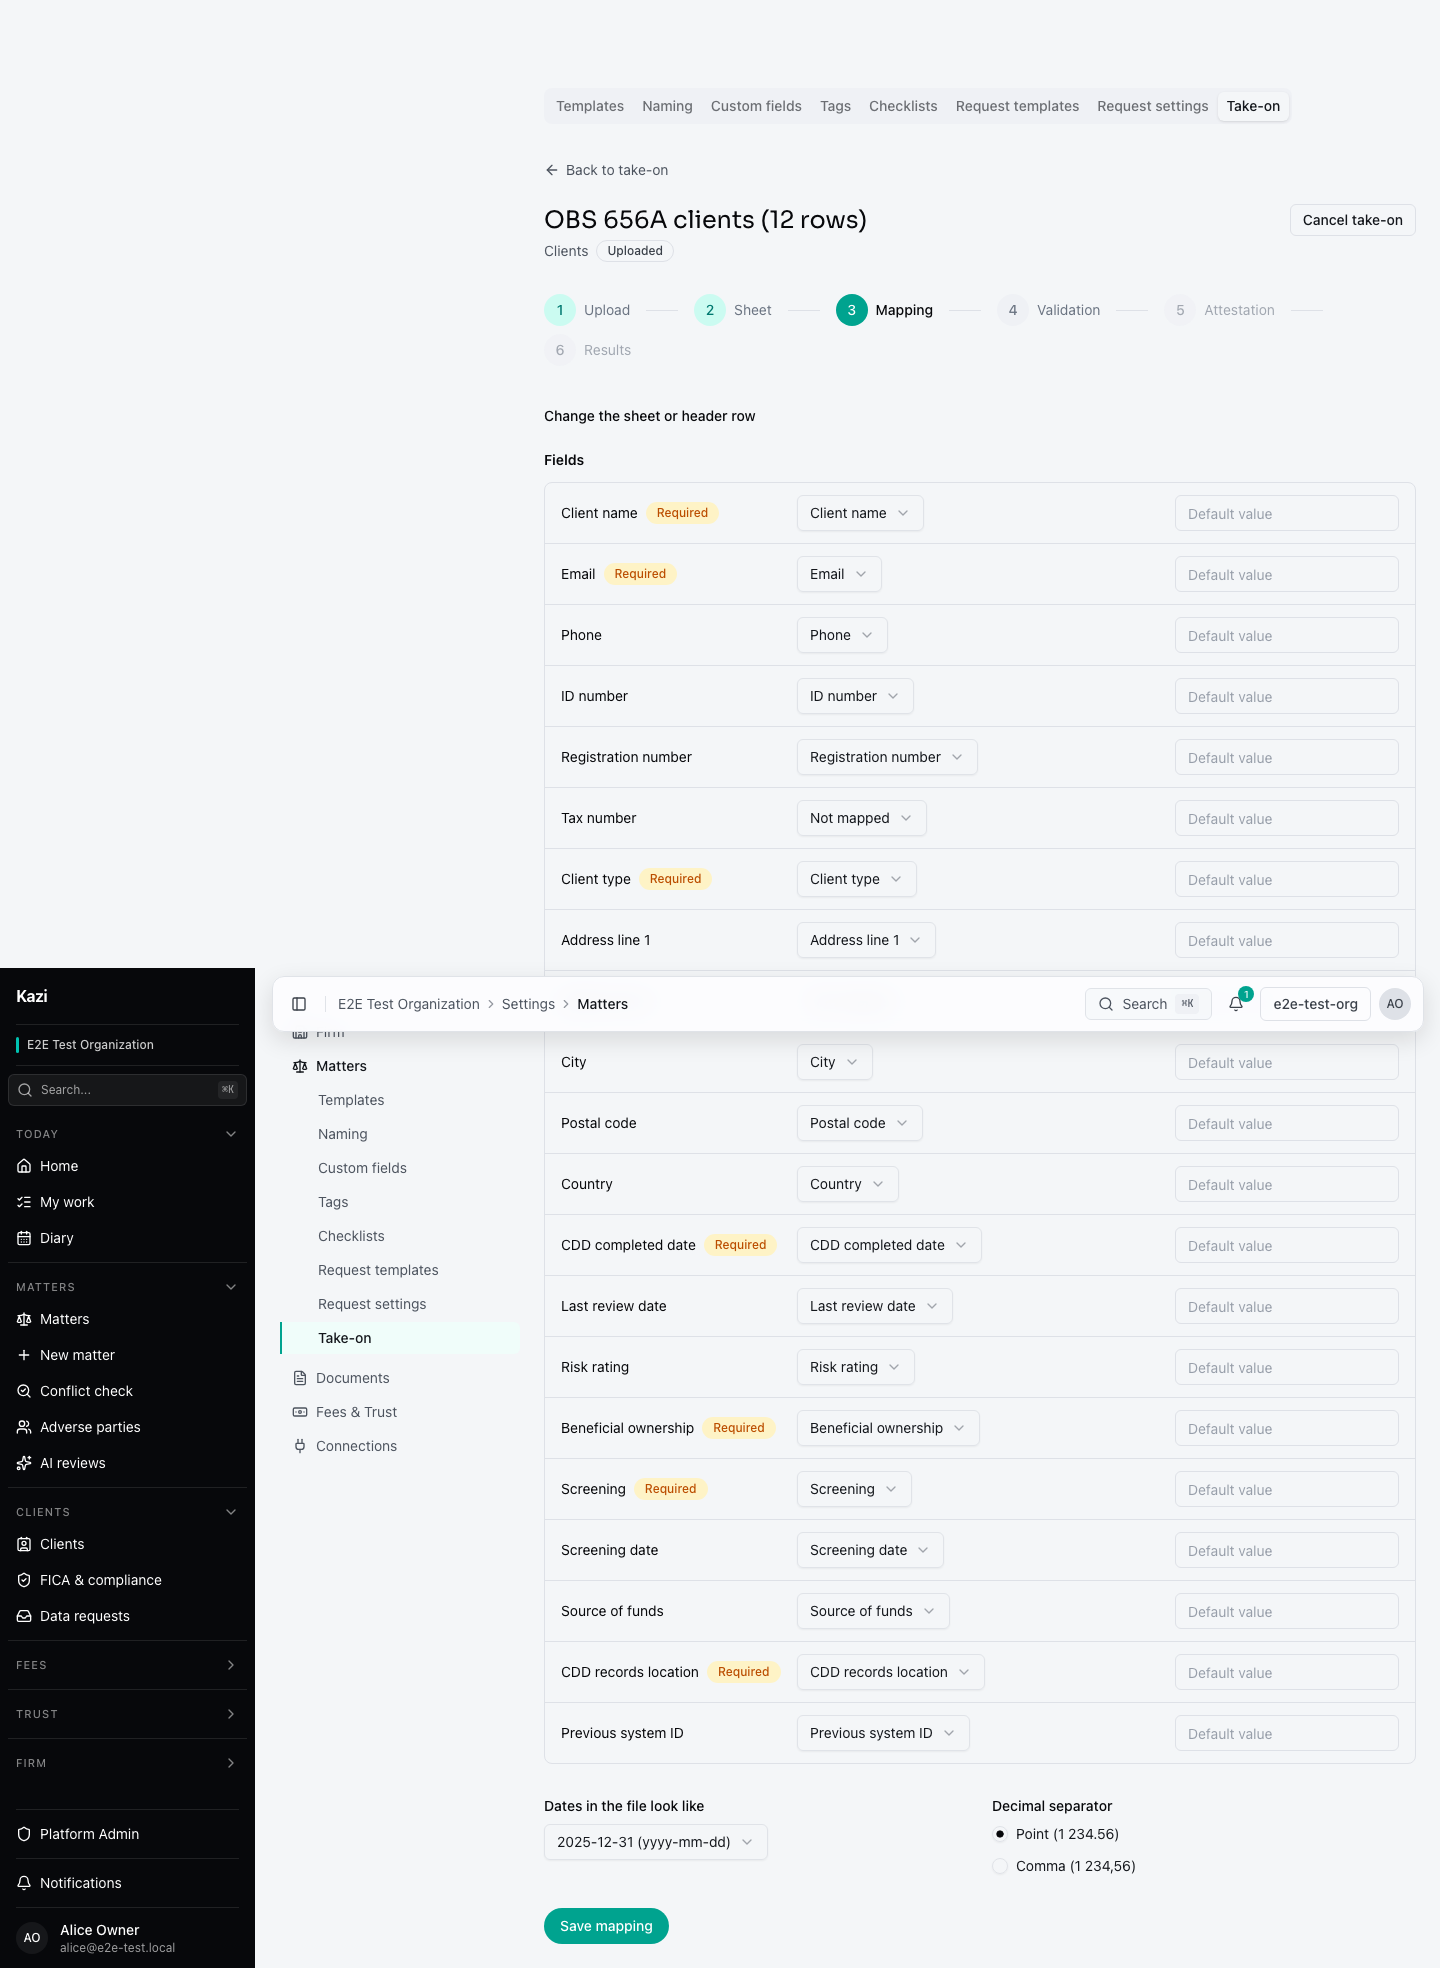 Templates Naming Custom fields Tags Checklists Request templates Request settings Take-on
Back to take-on
OBS 656A clients (12 rows)
Cancel take-on
Clients Uploaded
1 Upload 2 Sheet 3 Mapping 4 Validation 5 Attestation
6 Results
Change the sheet or header row
Fields
Client name Required Client name Default value
Email Required Email Default value
Phone Phone Default value
ID number ID number Default value
Registration number Registration number Default value
Tax number Not mapped Default value
Client type Required Client type Default value
Address line 1 Address line 1 Default value
City City Default value
Postal code Postal code Default value
Country Country Default value
CDD completed date Required CDD completed date Default value
Last review date Last review date Default value
Risk rating Risk rating Default value
Beneficial ownership Required Beneficial ownership Default value
Screening Required Screening Default value
Screening date Screening date Default value
Source of funds Source of funds Default value
CDD records location Required CDD records location Default value
Previous system ID Previous system ID Default value
Dates in the file look like
2025-12-31 (yyyy-mm-dd)
Decimal separator
Point (1 234.56)
Comma (1 234,56)
Save mapping
E2E Test Organization Settings Matters
Search ⌘K
1
e2e-test-org
AO
Firm
Matters
Templates
Naming
Custom fields
Tags
Checklists
Request templates
Request settings
Take-on
Documents
Fees & Trust
Connections
Kazi
E2E Test Organization
Search... ⌘K
TODAY
Home
My work
Diary
MATTERS
Matters
New matter
Conflict check
Adverse parties
AI reviews
CLIENTS
Clients
FICA & compliance
Data requests
FEES
TRUST
FIRM
Platform Admin
Notifications
AO
Alice Owner
alice@e2e-test.local